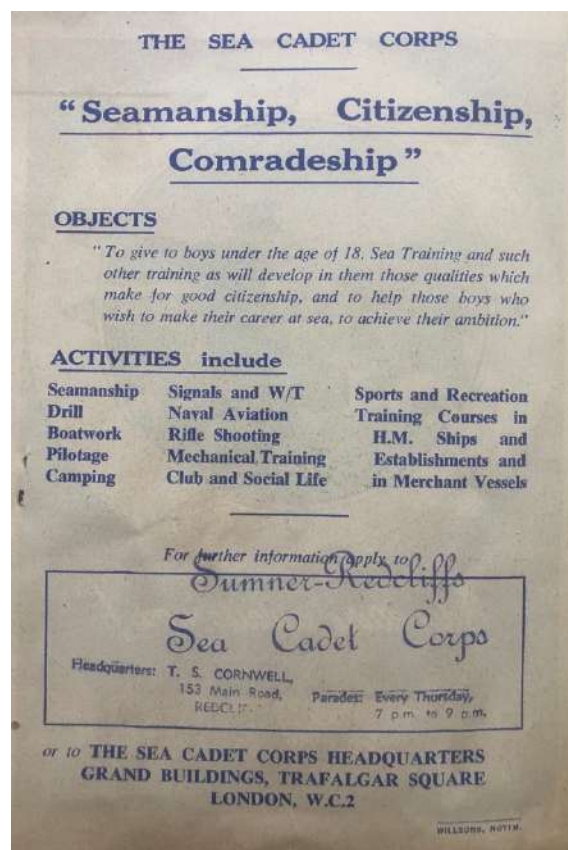 THE SEA CADET CORPS
"Seamanship, Citizenship,
Comradeship"
OBJECTS
"To give to boys under the age of 18, Sea Training and such
other training as will develop in them those qualities which
make for good citizenship, and to help those boys who
wish to make their career at sea, to achieve their ambition."
ACTIVITIES include
Seamanship
Drill
Boatwork
Pilotage
Camping
Signals and W/T
Naval Aviation
Rifle Shooting
Mechanical Training
Club and Social Life
Sports and Recreation
Training Courses in
H.M. Ships and
Establishments and
in Merchant Vessels
For further information apply to
Sumner-Redcliffs
Sea Cadet Corps
Headquarters: T. S. CORNWELL,
153 Main Road,
Parades: Every Thursday,
7 p.m. to 9 p.m.
or to THE SEA CADET CORPS HEADQUARTERS
GRAND BUILDINGS, TRAFALGAR SQUARE
LONDON, W.C.2
WILLSONS, NOTTM.